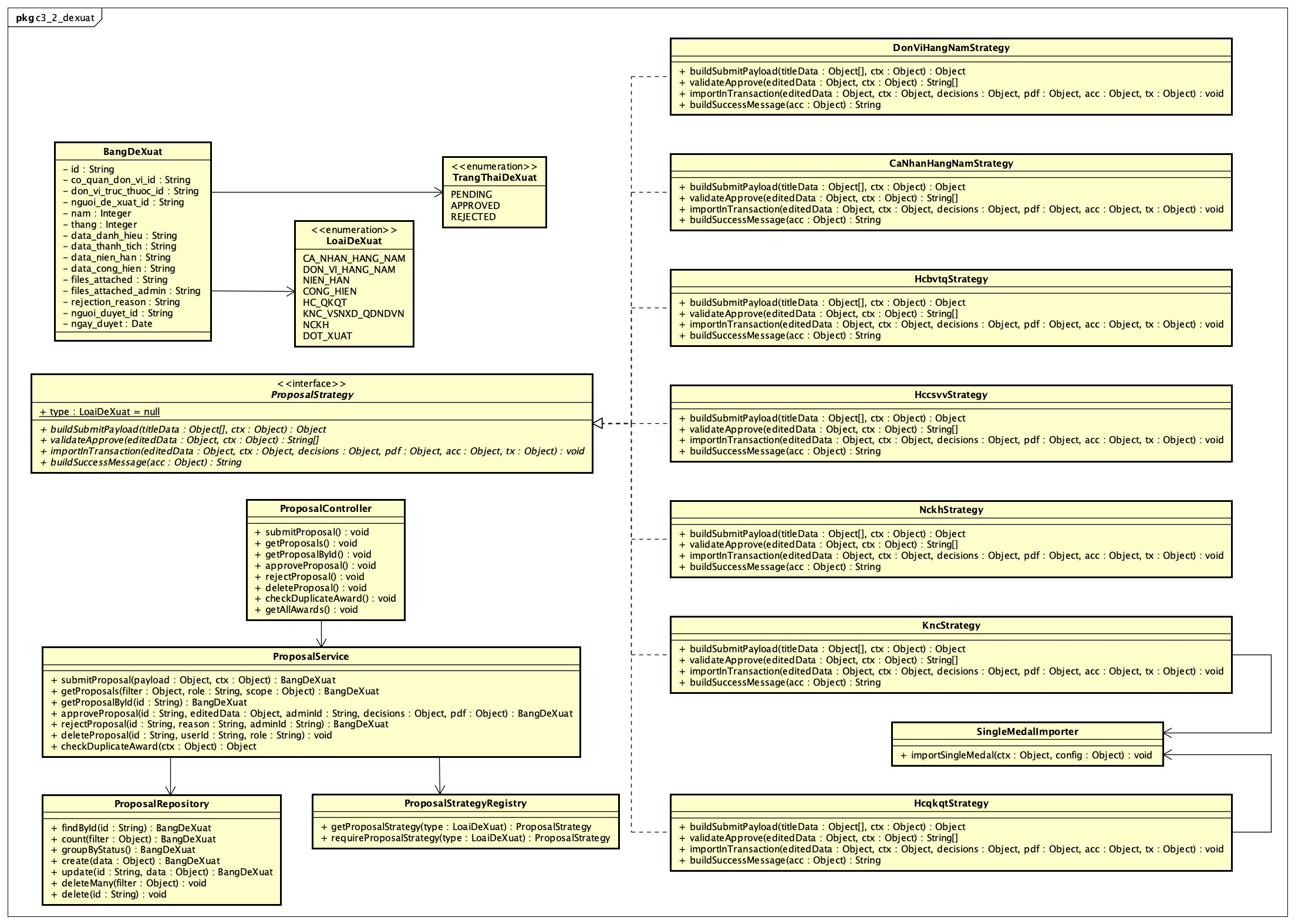 pkg c3_2_dexuat
BangDeXuat
– id : String
– co_quan_don_vi_id : String
– don_vi_truc_thuoc_id : String
– nguoi_de_xuat_id : String
– nam : Integer
– thang : Integer
– data_danh_hieu : String
– data_thanh_tich : String
– data_nien_han : String
– data_cong_hien : String
– files_attached : String
– files_attached_admin : String
– rejection_reason : String
– nguoi_duyet_id : String
– ngay_duyet : Date
<<enumeration>>
TrangThaiDeXuat
PENDING
APPROVED
REJECTED
<<enumeration>>
LoaiDeXuat
CA_NHAN_HANG_NAM
DON_VI_HANG_NAM
NIEN_HAN
CONG_HIEN
HC_QKQT
KNC_VSNXD_QDNDVN
NCKH
DOT_XUAT
<<interface>>
ProposalStrategy
+ type : LoaiDeXuat = null
+ buildSubmitPayload(titleData : Object[], ctx : Object) : Object
+ validateApprove(editedData : Object, ctx : Object) : String[]
+ importInTransaction(editedData : Object, ctx : Object, decisions : Object, pdf : Object, acc : Object, tx : Object) : void
+ buildSuccessMessage(acc : Object) : String
ProposalController
+ submitProposal() : void
+ getProposals() : void
+ getProposalById() : void
+ approveProposal() : void
+ rejectProposal() : void
+ deleteProposal() : void
+ checkDuplicateAward() : void
+ getAllAwards() : void
ProposalService
+ submitProposal(payload : Object, ctx : Object) : BangDeXuat
+ getProposals(filter : Object, role : String, scope : Object) : BangDeXuat
+ getProposalById(id : String) : BangDeXuat
+ approveProposal(id : String, editedData : Object, adminId : String, decisions : Object, pdf : Object) : BangDeXuat
+ rejectProposal(id : String, reason : String, adminId : String) : BangDeXuat
+ deleteProposal(id : String, userId : String, role : String) : void
+ checkDuplicateAward(ctx : Object) : Object
ProposalRepository
+ findById(id : String) : BangDeXuat
+ count(filter : Object) : BangDeXuat
+ groupByStatus() : BangDeXuat
+ create(data : Object) : BangDeXuat
+ update(id : String, data : Object) : BangDeXuat
+ deleteMany(filter : Object) : void
+ delete(id : String) : void
ProposalStrategyRegistry
+ getProposalStrategy(type : LoaiDeXuat) : ProposalStrategy
+ requireProposalStrategy(type : LoaiDeXuat) : ProposalStrategy
DonViHangNamStrategy
+ buildSubmitPayload(titleData : Object[], ctx : Object) : Object
+ validateApprove(editedData : Object, ctx : Object) : String[]
+ importInTransaction(editedData : Object, ctx : Object, decisions : Object, pdf : Object, acc : Object, tx : Object) : void
+ buildSuccessMessage(acc : Object) : String
CaNhanHangNamStrategy
+ buildSubmitPayload(titleData : Object[], ctx : Object) : Object
+ validateApprove(editedData : Object, ctx : Object) : String[]
+ importInTransaction(editedData : Object, ctx : Object, decisions : Object, pdf : Object, acc : Object, tx : Object) : void
+ buildSuccessMessage(acc : Object) : String
HcbvtqStrategy
+ buildSubmitPayload(titleData : Object[], ctx : Object) : Object
+ validateApprove(editedData : Object, ctx : Object) : String[]
+ importInTransaction(editedData : Object, ctx : Object, decisions : Object, pdf : Object, acc : Object, tx : Object) : void
+ buildSuccessMessage(acc : Object) : String
HccsvvStrategy
+ buildSubmitPayload(titleData : Object[], ctx : Object) : Object
+ validateApprove(editedData : Object, ctx : Object) : String[]
+ importInTransaction(editedData : Object, ctx : Object, decisions : Object, pdf : Object, acc : Object, tx : Object) : void
+ buildSuccessMessage(acc : Object) : String
NckhStrategy
+ buildSubmitPayload(titleData : Object[], ctx : Object) : Object
+ validateApprove(editedData : Object, ctx : Object) : String[]
+ importInTransaction(editedData : Object, ctx : Object, decisions : Object, pdf : Object, acc : Object, tx : Object) : void
+ buildSuccessMessage(acc : Object) : String
KncStrategy
+ buildSubmitPayload(titleData : Object[], ctx : Object) : Object
+ validateApprove(editedData : Object, ctx : Object) : String[]
+ importInTransaction(editedData : Object, ctx : Object, decisions : Object, pdf : Object, acc : Object, tx : Object) : void
+ buildSuccessMessage(acc : Object) : String
SingleMedalImporter
+ importSingleMedal(ctx : Object, config : Object) : void
HcqkqtStrategy
+ buildSubmitPayload(titleData : Object[], ctx : Object) : Object
+ validateApprove(editedData : Object, ctx : Object) : String[]
+ importInTransaction(editedData : Object, ctx : Object, decisions : Object, pdf : Object, acc : Object, tx : Object) : void
+ buildSuccessMessage(acc : Object) : String